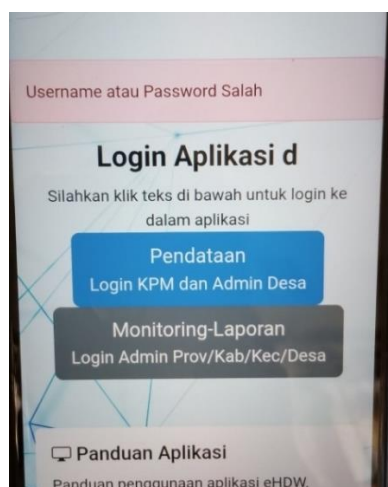 Username atau Password Salah
Login Aplikasi d
Silahkan klik teks di bawah untuk login ke
dalam aplikasi
Pendataan
Login KPM dan Admin Desa
Monitoring-Laporan
Login Admin Prov/Kab/Kec/Desa
Panduan Aplikasi
Panduan penggunaan aplikasi eHDW.